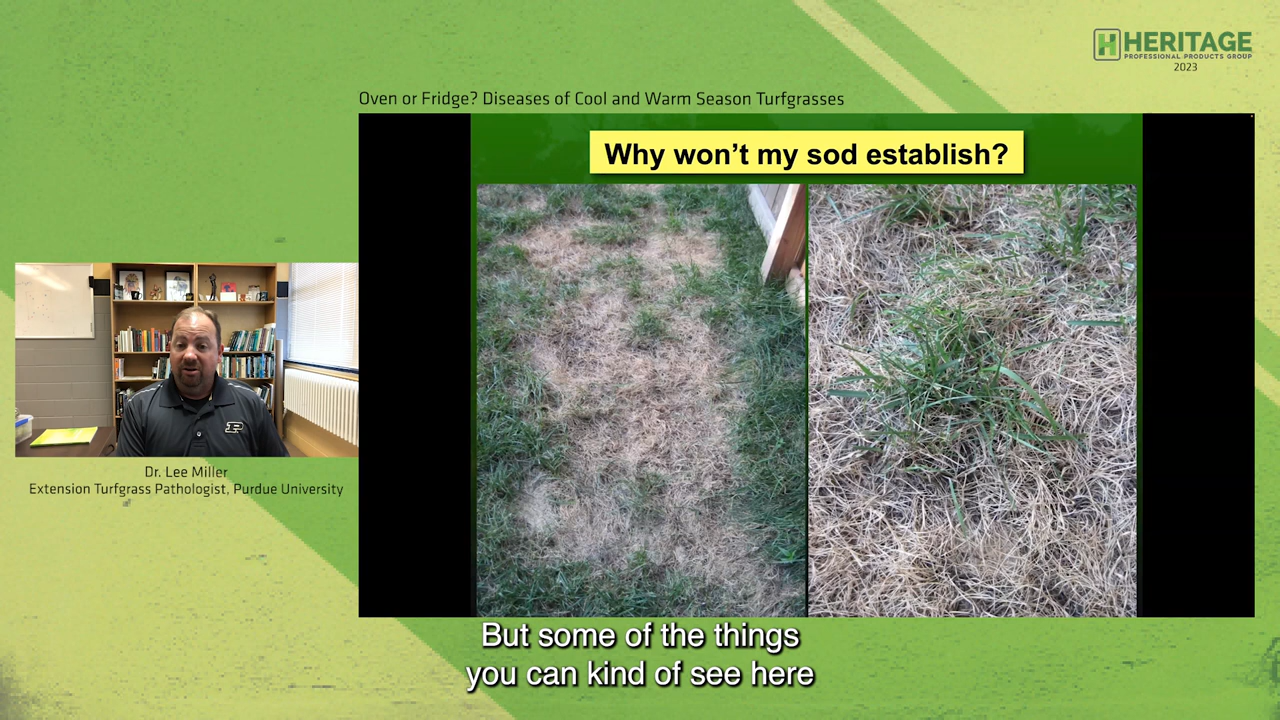 HERITAGE
PROFESSIONAL PRODUCTS GROUP
2023
Oven or Fridge? Diseases of Cool and Warm Season Turfgrasses
Why won't my sod establish?
P
Dr. Lee Miller
Extension Turfgrass Pathologist, Purdue University
But some of the things
you can kind of see here